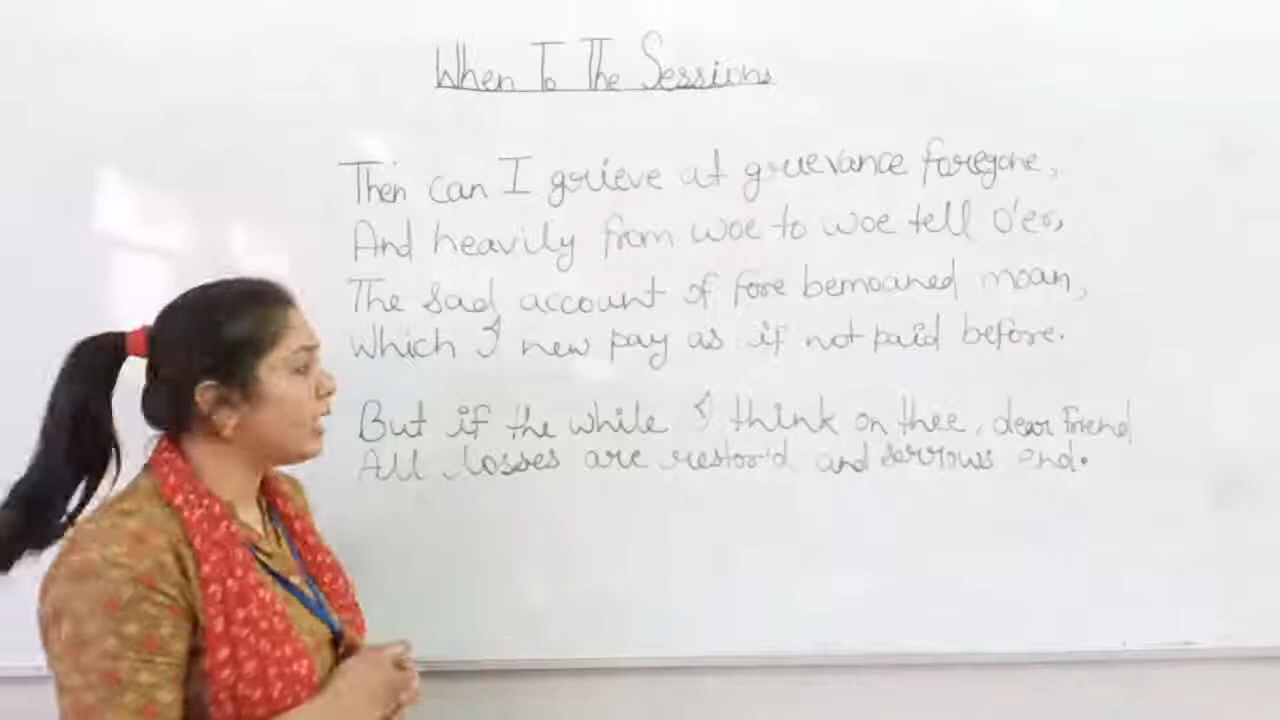 When To The Sessions
Then can I grieve at grievance foregone,
And heavily from woe to woe tell o'er,
The sad account of fore bemoaned moan,
Which I new pay as if not paid before.
But if the while I think on thee, dear friend
All losses are restor'd and sorrows end.